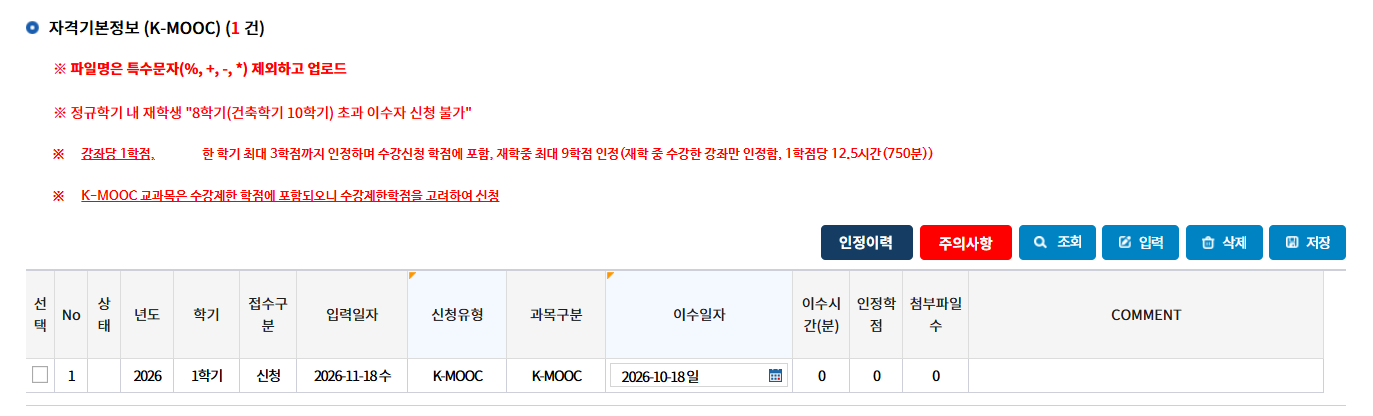 자격기본정보 (K-MOOC) (1 건)
※ 파일명은 특수문자(%, +, -, *) 제외하고 업로드
※ 정규학기 내 재학생 "8학기(건축학기 10학기) 초과 이수자 신청 불가"
※ 강좌당 1학점, 한 학기 최대 3학점까지 인정하며 수강신청 학점에 포함, 재학중 최대 9학점 인정(재학 중 수강한 강좌만 인정함, 1학점당 12.5시간(750분))
※ K-MOOC 교과목은 수강제한 학점에 포함되오니 수강제한학점을 고려하여 신청
인정이력 주의사항 조회 입력 삭제 저장
선택 No 상태 년도 학기 접수구분 입력일자 신청유형 과목구분 이수일자 이수시간(분) 인정학점 첨부파일수 COMMENT
1 2026 1학기 신청 2026-11-18 수 K-MOOC K-MOOC 2026-10-18 일 0 0 0